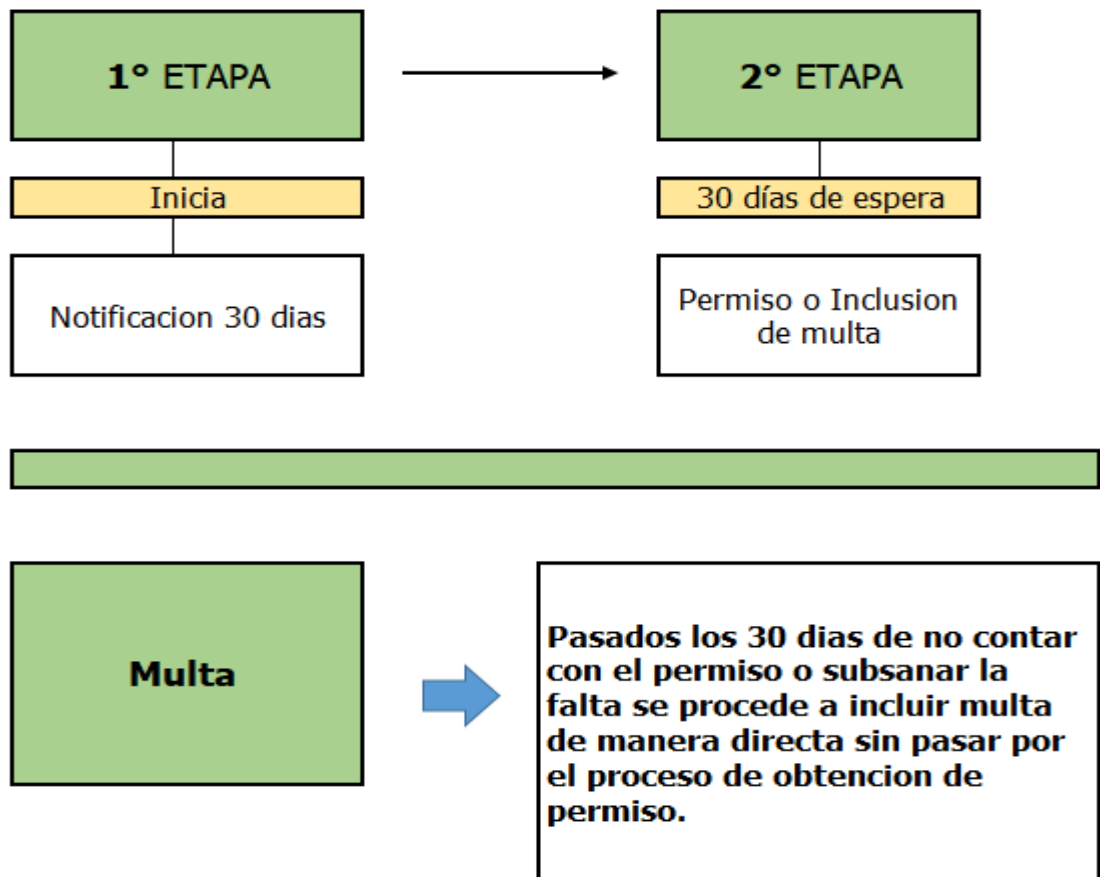 1º ETAPA
2º ETAPA
Inicia
30 días de espera
Notificacion 30 dias
Permiso o Inclusion
de multa
Multa
Pasados los 30 dias de no contar
con el permiso o subsanar la
falta se procede a incluir multa
de manera directa sin pasar por
el proceso de obtencion de
permiso.